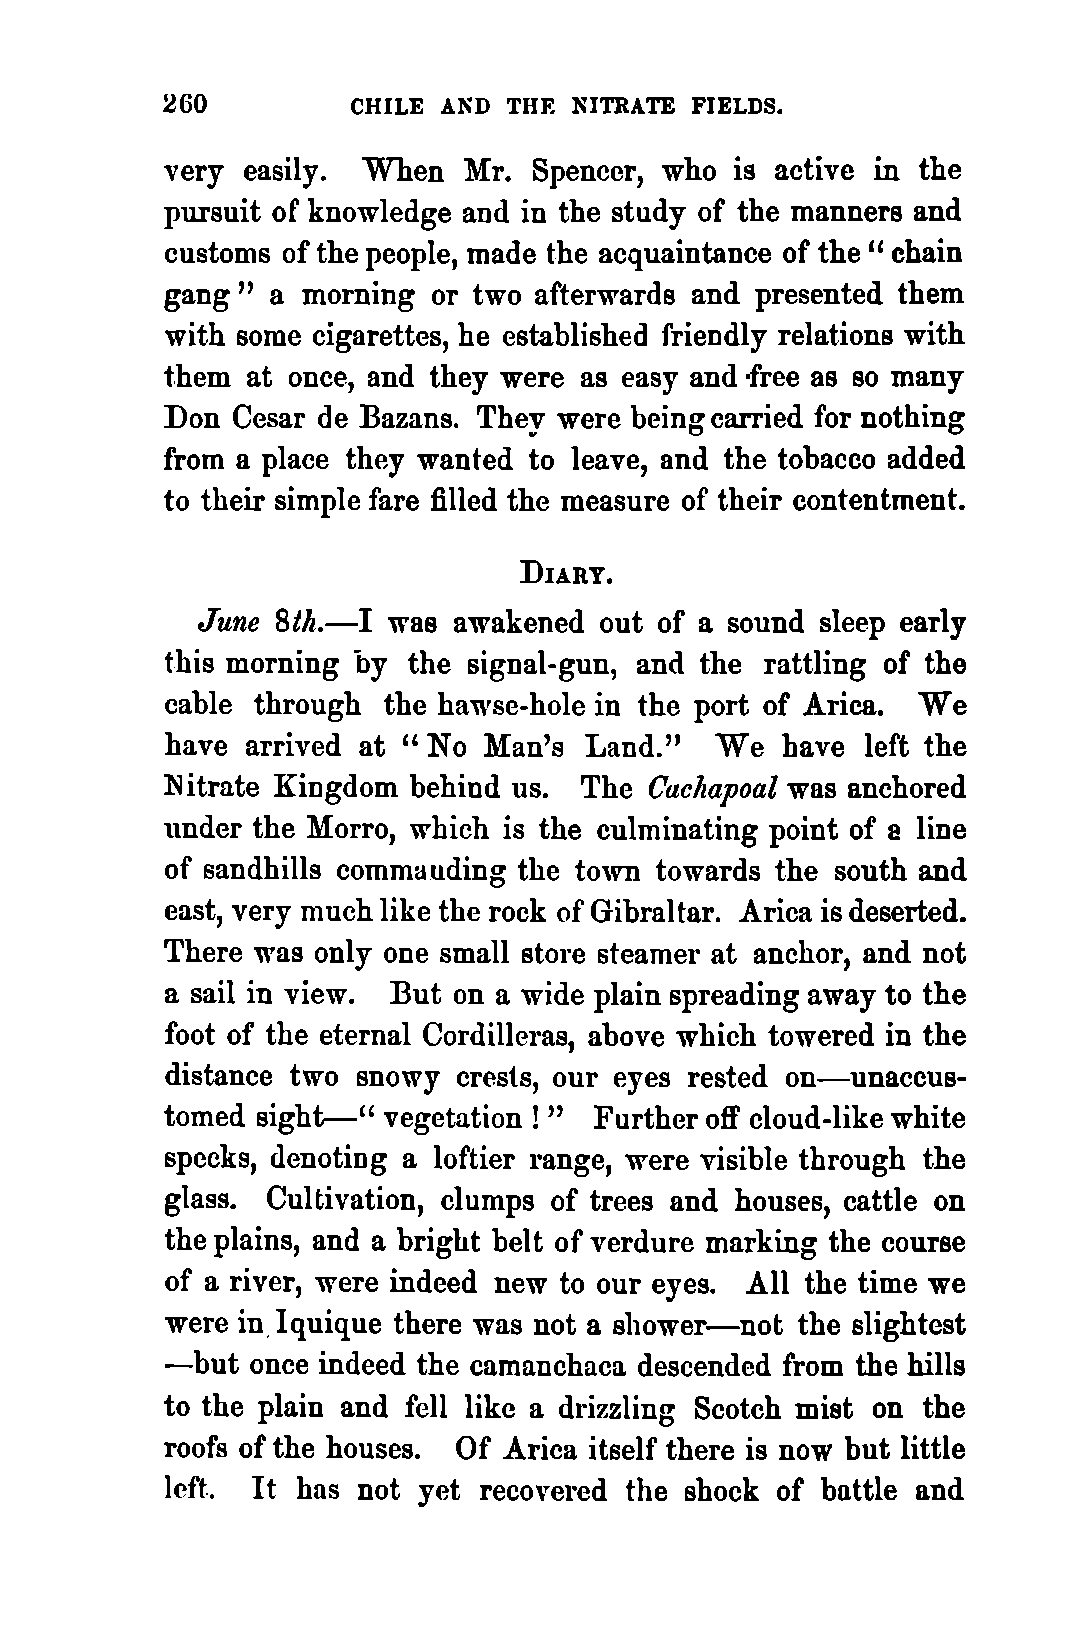 260 CHILE AND THE NITRATE FIELDS.
very easily. When Mr. Spencer, who is active in the
pursuit of knowledge and in the study of the manners and
customs of the people, made the acquaintance of the “ chain
gang ” a morning or two afterwards and presented them
with some cigarettes, he established friendly relations with
them at once, and they were as easy and free as so many
Don Cesar de Bazans. They were being carried for nothing
from a place they wanted to leave, and the tobacco added
to their simple fare filled the measure of their contentment.
DIARY.
June 8th.—I was awakened out of a sound sleep early
this morning by the signal-gun, and the rattling of the
cable through the hawse-hole in the port of Arica. We
have arrived at “ No Man’s Land.” We have left the
Nitrate Kingdom behind us. The Cachapoal was anchored
under the Morro, which is the culminating point of a line
of sandhills commanding the town towards the south and
east, very much like the rock of Gibraltar. Arica is deserted.
There was only one small store steamer at anchor, and not
a sail in view. But on a wide plain spreading away to the
foot of the eternal Cordilleras, above which towered in the
distance two snowy crests, our eyes rested on—unaccus-
tomed sight—“ vegetation ! ” Further off cloud-like white
specks, denoting a loftier range, were visible through the
glass. Cultivation, clumps of trees and houses, cattle on
the plains, and a bright belt of verdure marking the course
of a river, were indeed new to our eyes. All the time we
were in Iquique there was not a shower—not the slightest
—but once indeed the camanchaca descended from the hills
to the plain and fell like a drizzling Scotch mist on the
roofs of the houses. Of Arica itself there is now but little
left. It has not yet recovered the shock of battle and